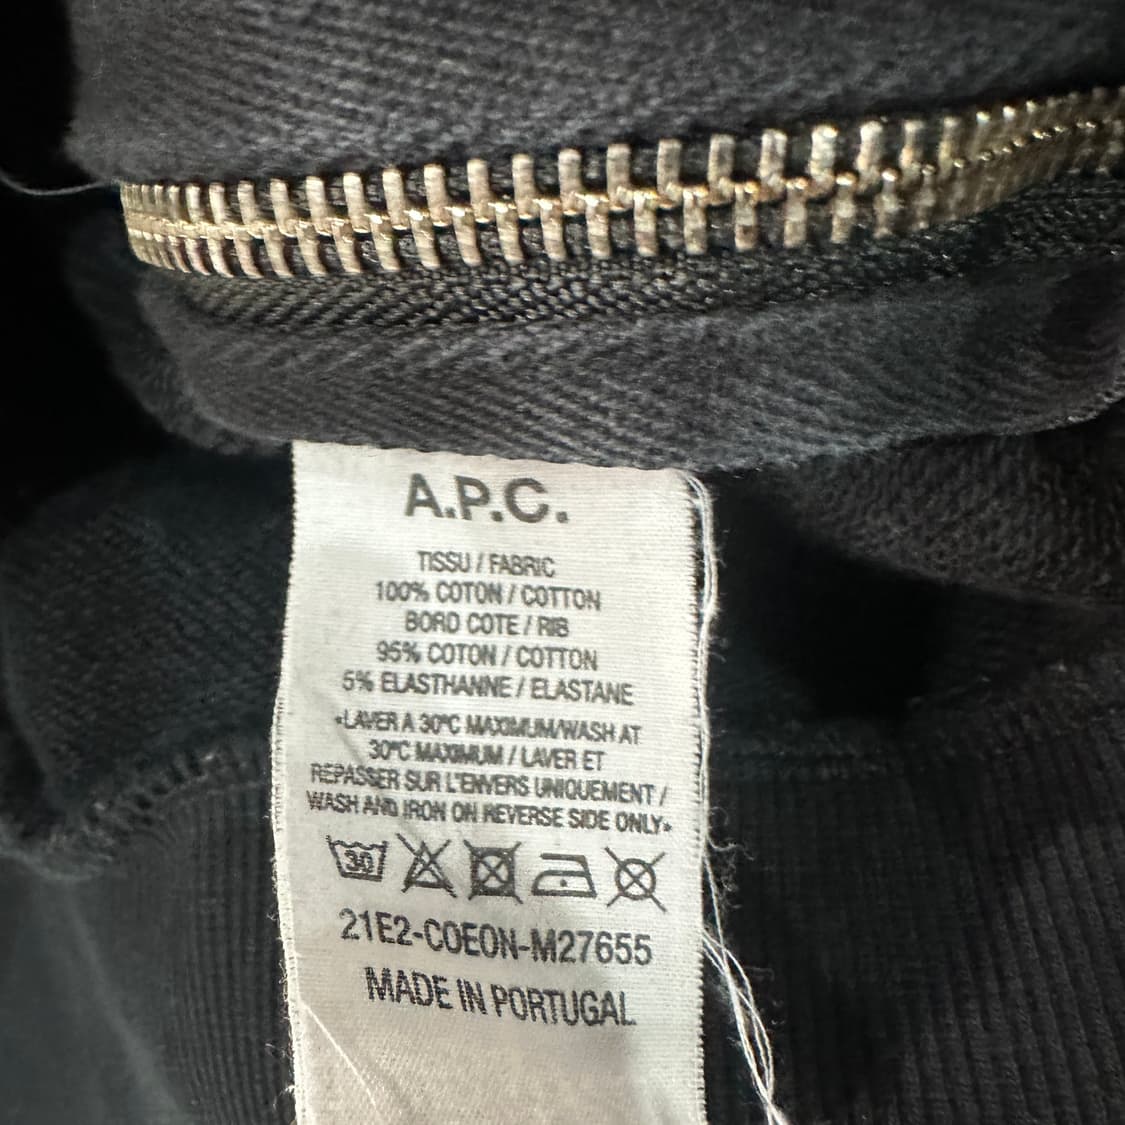 A.P.C.
TISSU / FABRIC
100% COTON / COTTON
BORD COTE / RIB
95% COTON / COTTON
5% ELASTHANNE / ELASTANE
•LAVER A 30°C MAXIMUM/WASH AT
30°C MAXIMUM / LAVER ET
REPASSER SUR L'ENVERS UNIQUEMENT /
WASH AND IRON ON REVERSE SIDE ONLY•
30
21E2-COEON-M27655
MADE IN PORTUGAL